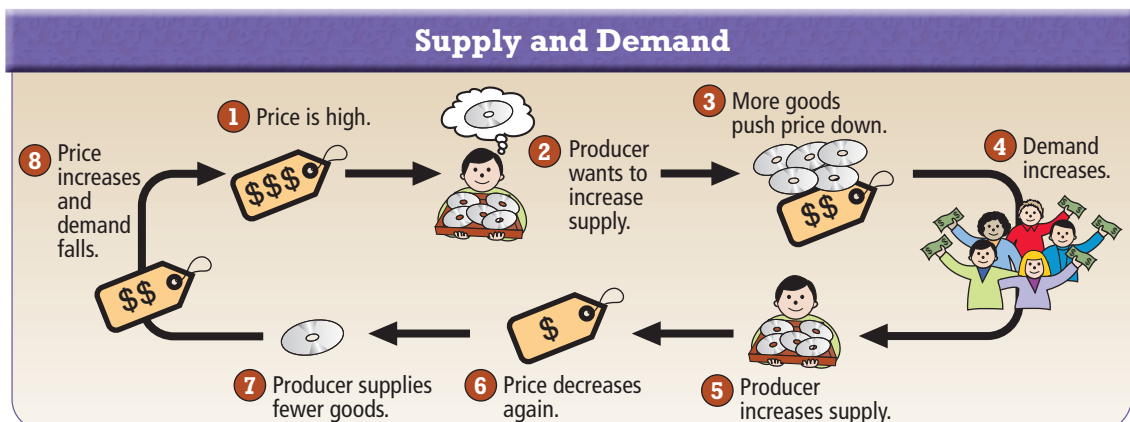 Supply and Demand
1 Price is high.
$$$
2 Producer
wants to
increase
supply.
3 More goods
push price down.
$$
4 Demand
increases.
$ $
$ $
$ $
$ $
5 Producer
increases supply.
6 Price decreases
again.
$
7 Producer supplies
fewer goods.
8 Price
increases
and
demand
falls.
$$